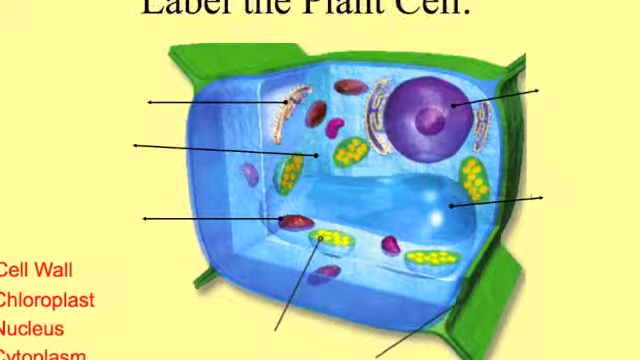 Label the Plant Cell.
Cell Wall
Chloroplast
Nucleus
Cytoplasm